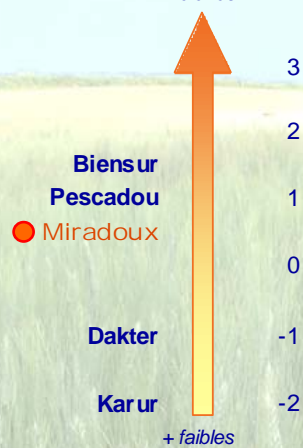 3
2
Biensur
Pescadou 1
Miradoux
0
Dakter -1
Karur -2
+ faibles